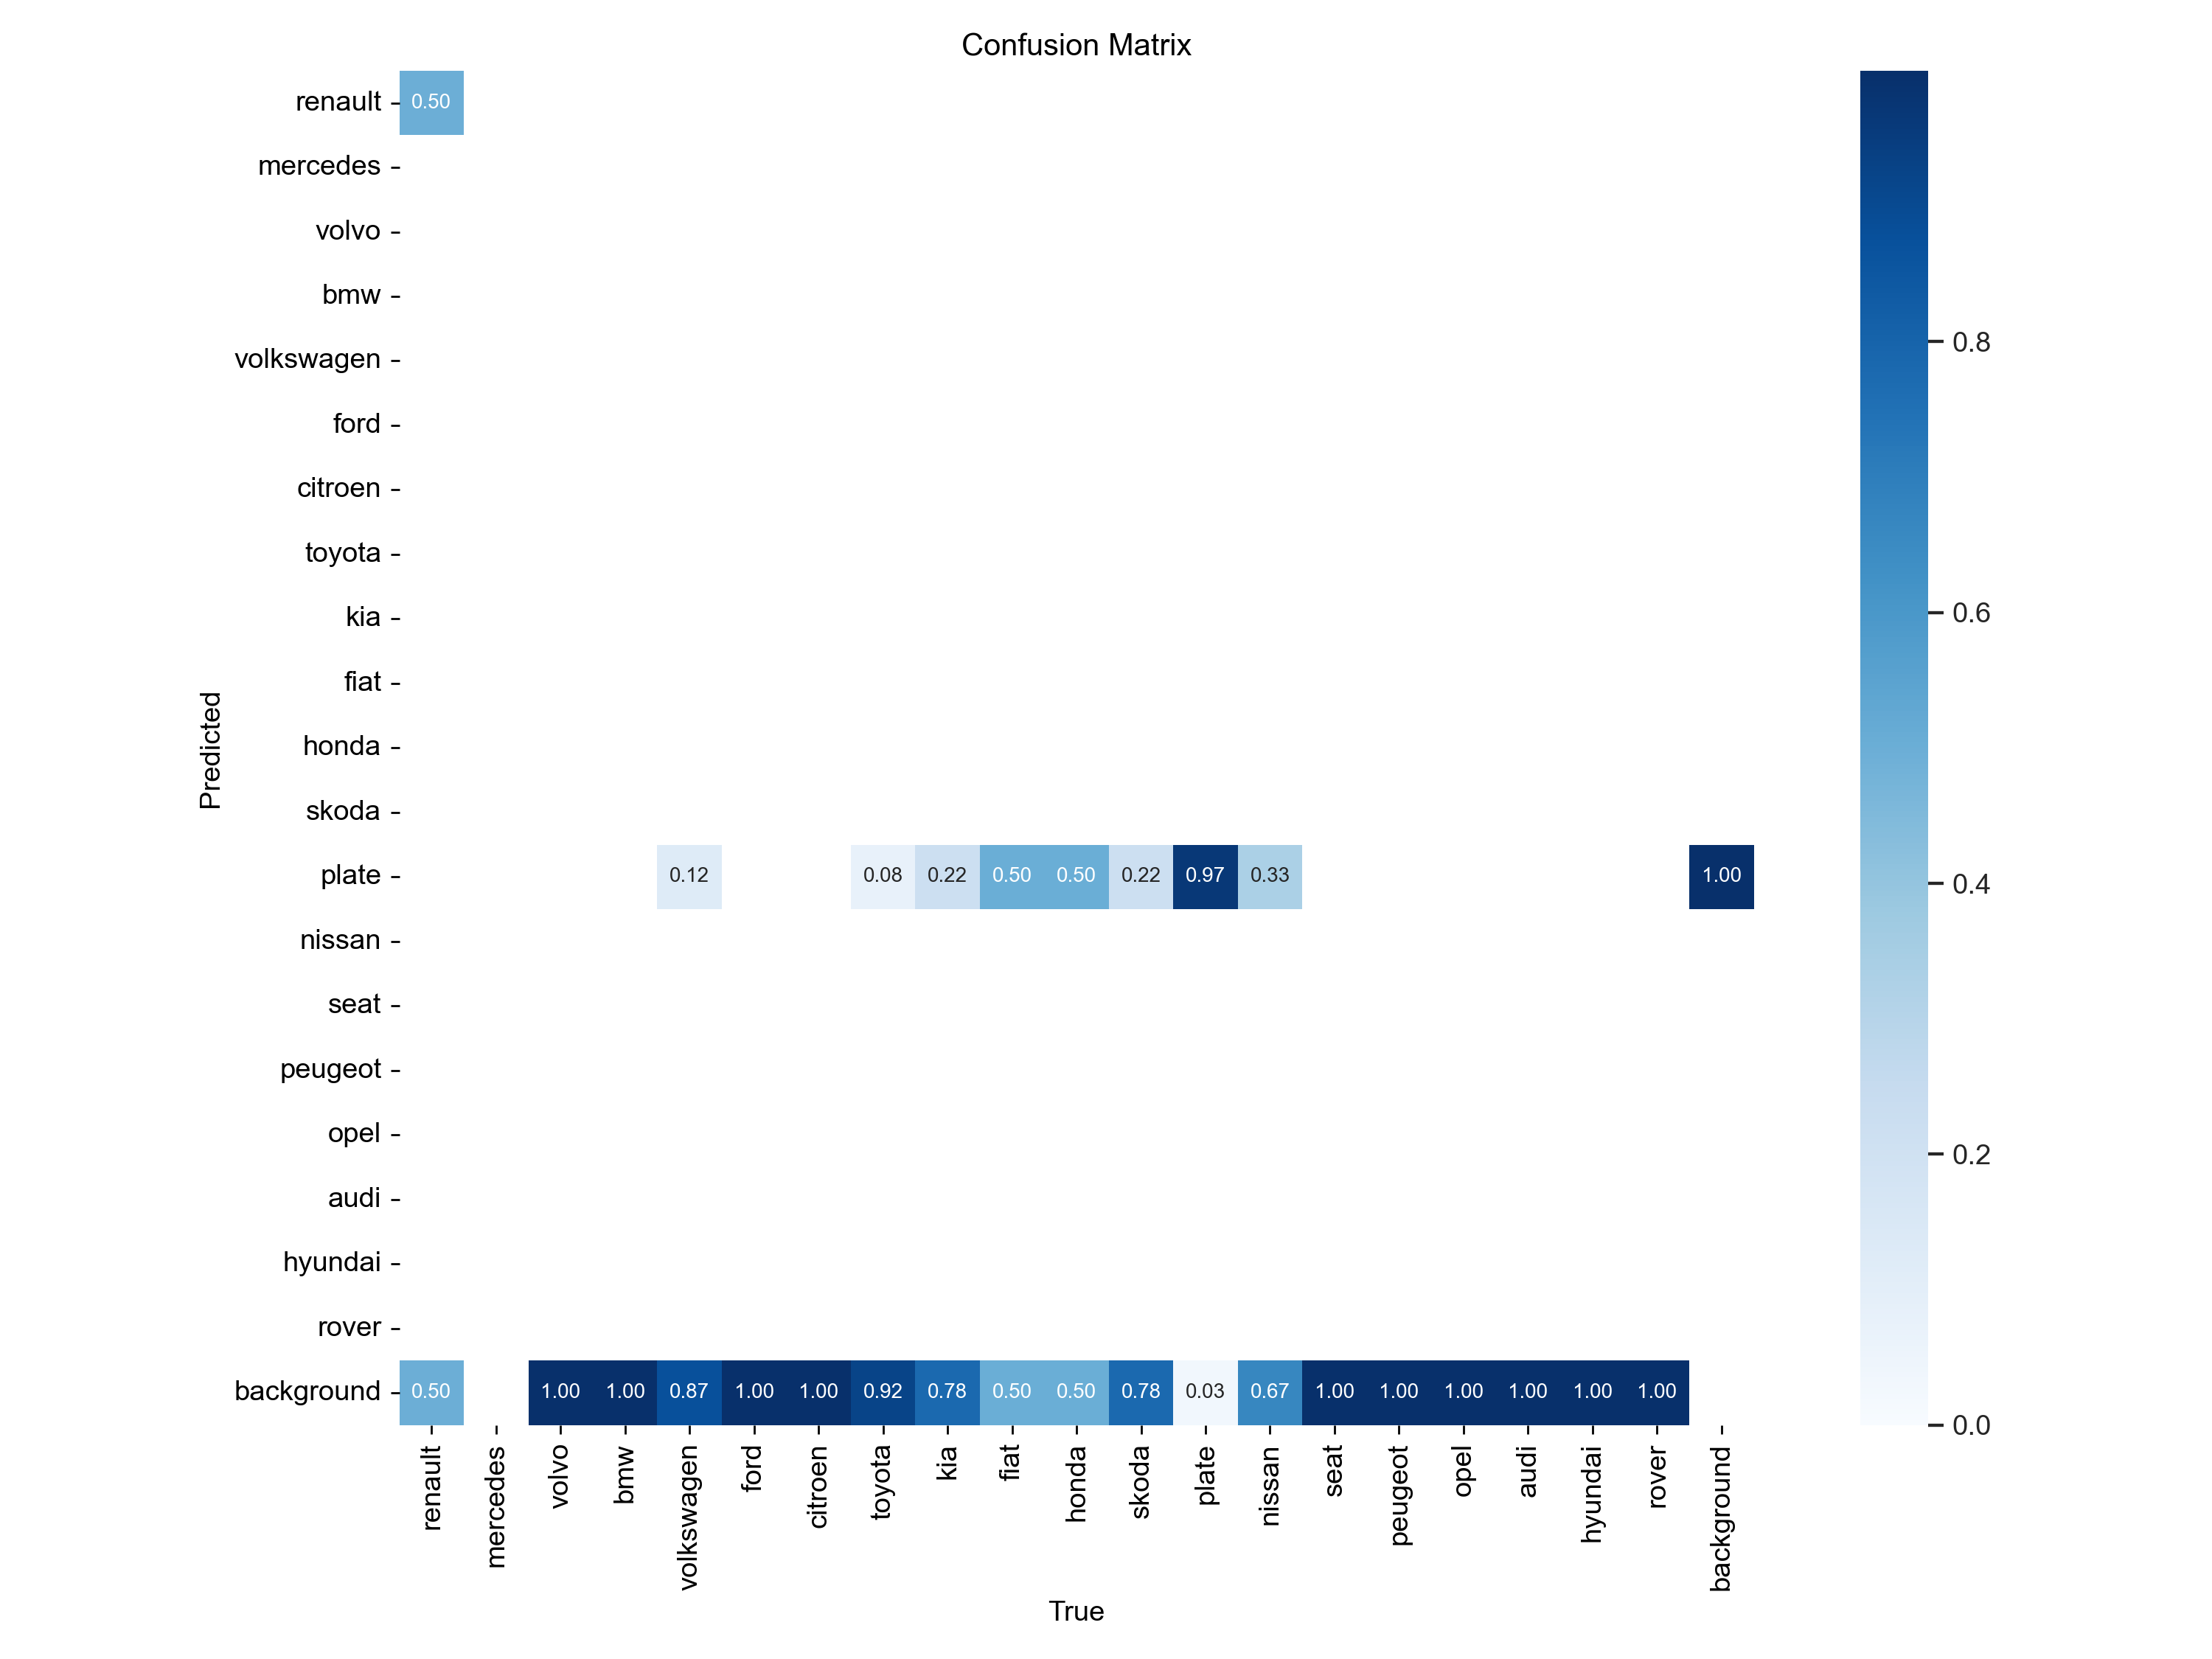 Confusion Matrix
renault 0.50
mercedes
volvo
bmw
volkswagen 0.8
ford
citroen
toyota
kia 0.6
fiat
Predicted
honda
skoda
plate 0.12 0.08 0.22 0.50 0.50 0.22 0.97 0.33 1.00 0.4
nissan
seat
peugeot
opel 0.2
audi
hyundai
rover
background 0.50 1.00 1.00 0.87 1.00 1.00 0.92 0.78 0.50 0.50 0.78 0.03 0.67 1.00 1.00 1.00 1.00 1.00 1.00 0.0
renault mercedes volvo bmw volkswagen ford citroen toyota kia fiat honda skoda plate nissan seat peugeot opel audi hyundai rover background
True